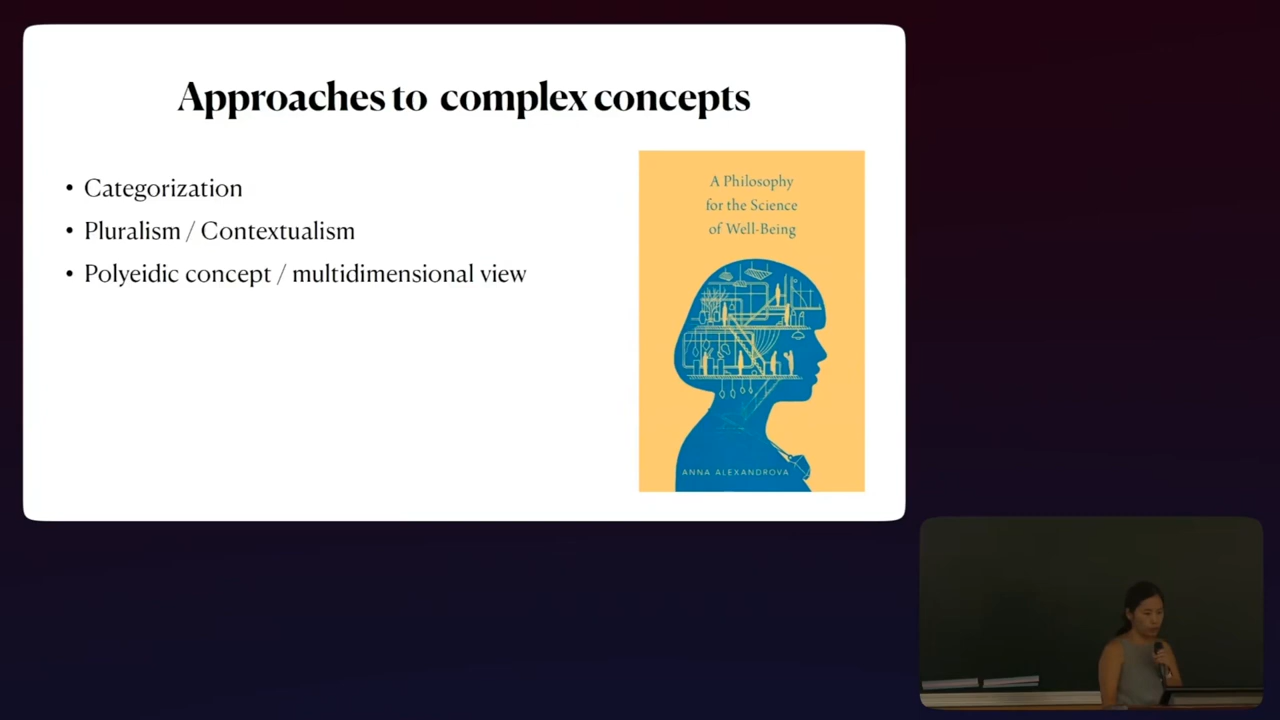 Approaches to complex concepts
• Categorization
• Pluralism / Contextualism
• Polyeidic concept / multidimensional view
A Philosophy
for the Science
of Well-Being
ANNA ALEXANDROVA